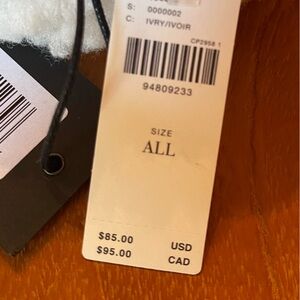 S: 0000002
C: IVRY/IVOIR
CP2958 1
94809233
SIZE
ALL
$85.00 USD
$95.00 CAD